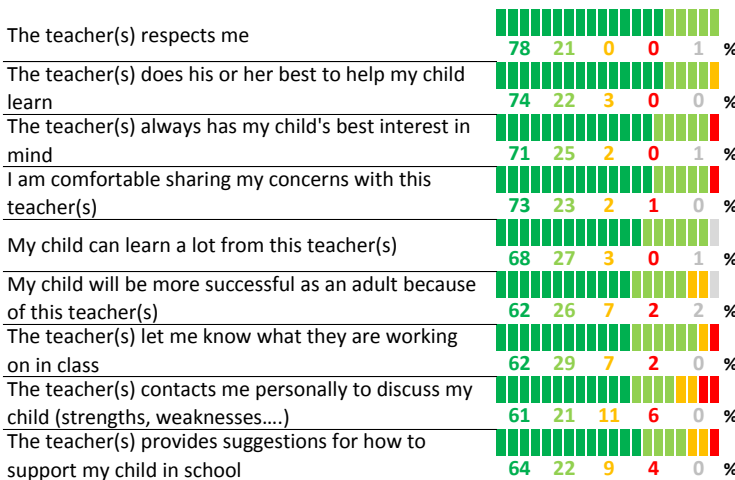 The teacher(s) respects me
78 21 0 0 1 %
The teacher(s) does his or her best to help my child
learn
74 22 3 0 0 %
The teacher(s) always has my child's best interest in
mind
71 25 2 0 1 %
I am comfortable sharing my concerns with this
teacher(s)
73 23 2 1 0 %
My child can learn a lot from this teacher(s)
68 27 3 0 1 %
My child will be more successful as an adult because
of this teacher(s)
62 26 7 2 2 %
The teacher(s) let me know what they are working
on in class
62 29 7 2 0 %
The teacher(s) contacts me personally to discuss my
child (strengths, weaknesses....)
61 21 11 6 0 %
The teacher(s) provides suggestions for how to
support my child in school
64 22 9 4 0 %